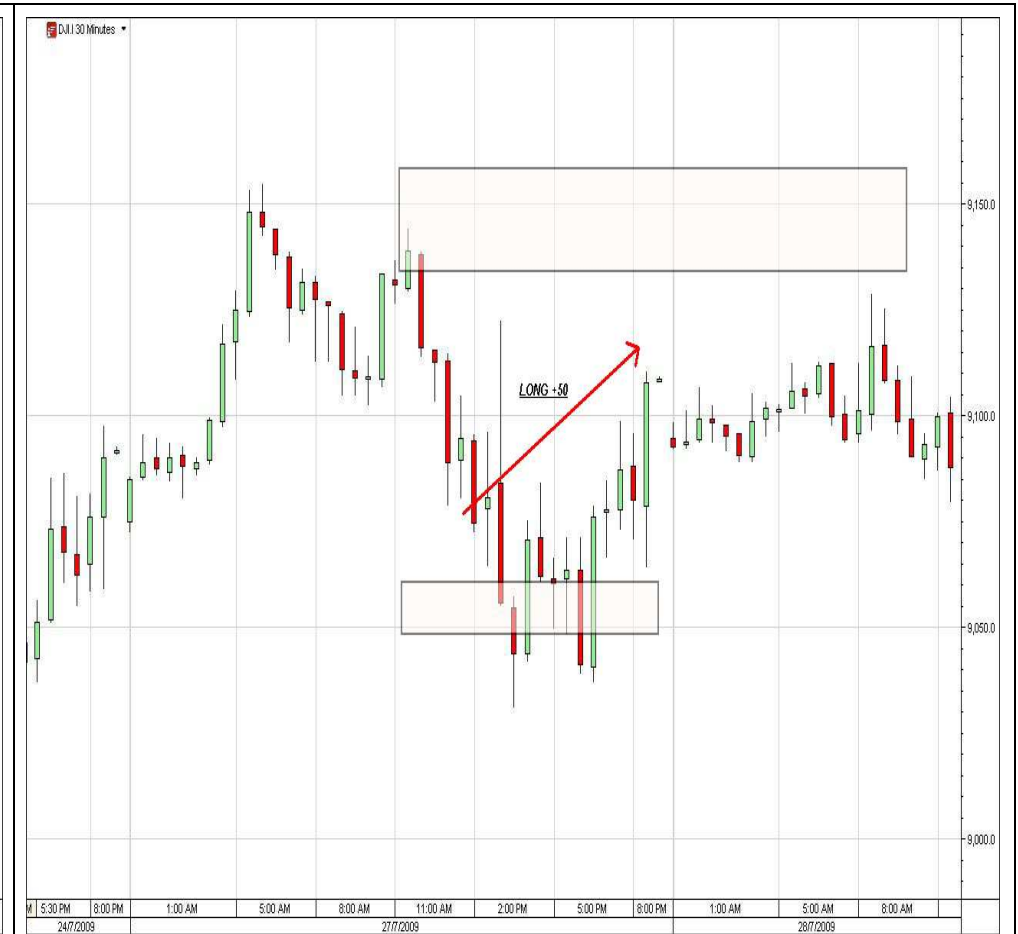 DJI.I 30 Minutes
9,150.0
LONG +50
9,100.0
9,050.0
9,000.0
M 5:30 PM 8:00 PM 1:00 AM 5:00 AM 8:00 AM 11:00 AM 2:00 PM 5:00 PM 8:00 PM 1:00 AM 5:00 AM 8:00 AM
24/7/2009 27/7/2009 28/7/2009